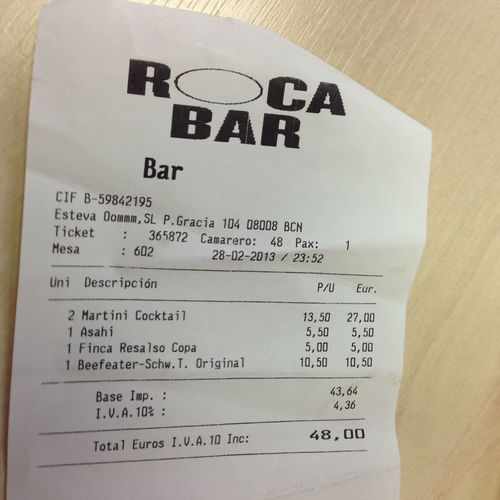 ROCA
BAR
Bar
CIF B-59842195
Esteva Oommm,SL P.Gracia 104 08008 BCN
Ticket : 365872 Camarero: 48 Pax: 1
Mesa : 602 28-02-2013 / 23:52
Uni Descripción P/U Eur.
2 Martini Cocktail 13,50 27,00
1 Asahi 5,50 5,50
1 Finca Resalso Copa 5,00 5,00
1 Beefeater-Schw.T. Original 10,50 10,50
Base Imp. : 43,64
I.V.A.10% : 4,36
Total Euros I.V.A.10 Inc: 48,00